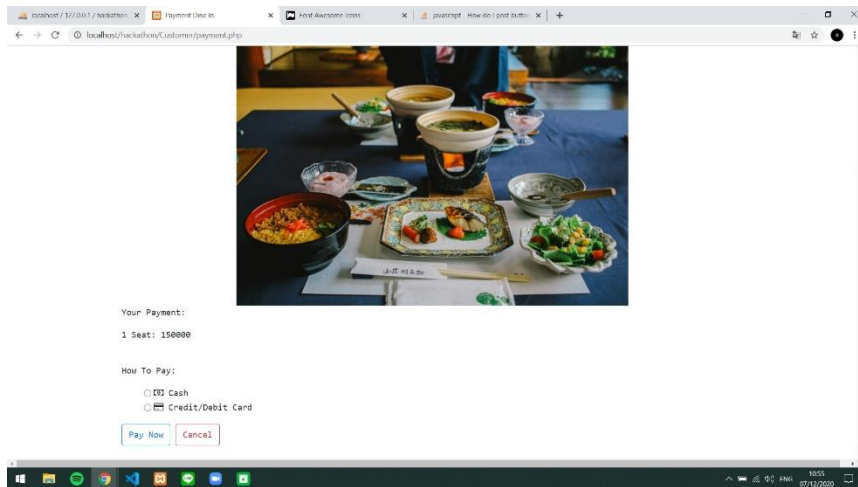 localhost / 127.0.0.1 / hackathon
Payment Dine In
Font Awesome Icons
javascript - How do I post button
localhost/hackathon/Customer/payment.php
Your Payment:
1 Seat: 150000
How To Pay:
Cash
Credit/Debit Card
Pay Now
Cancel
ENG
10:55
07/12/2020